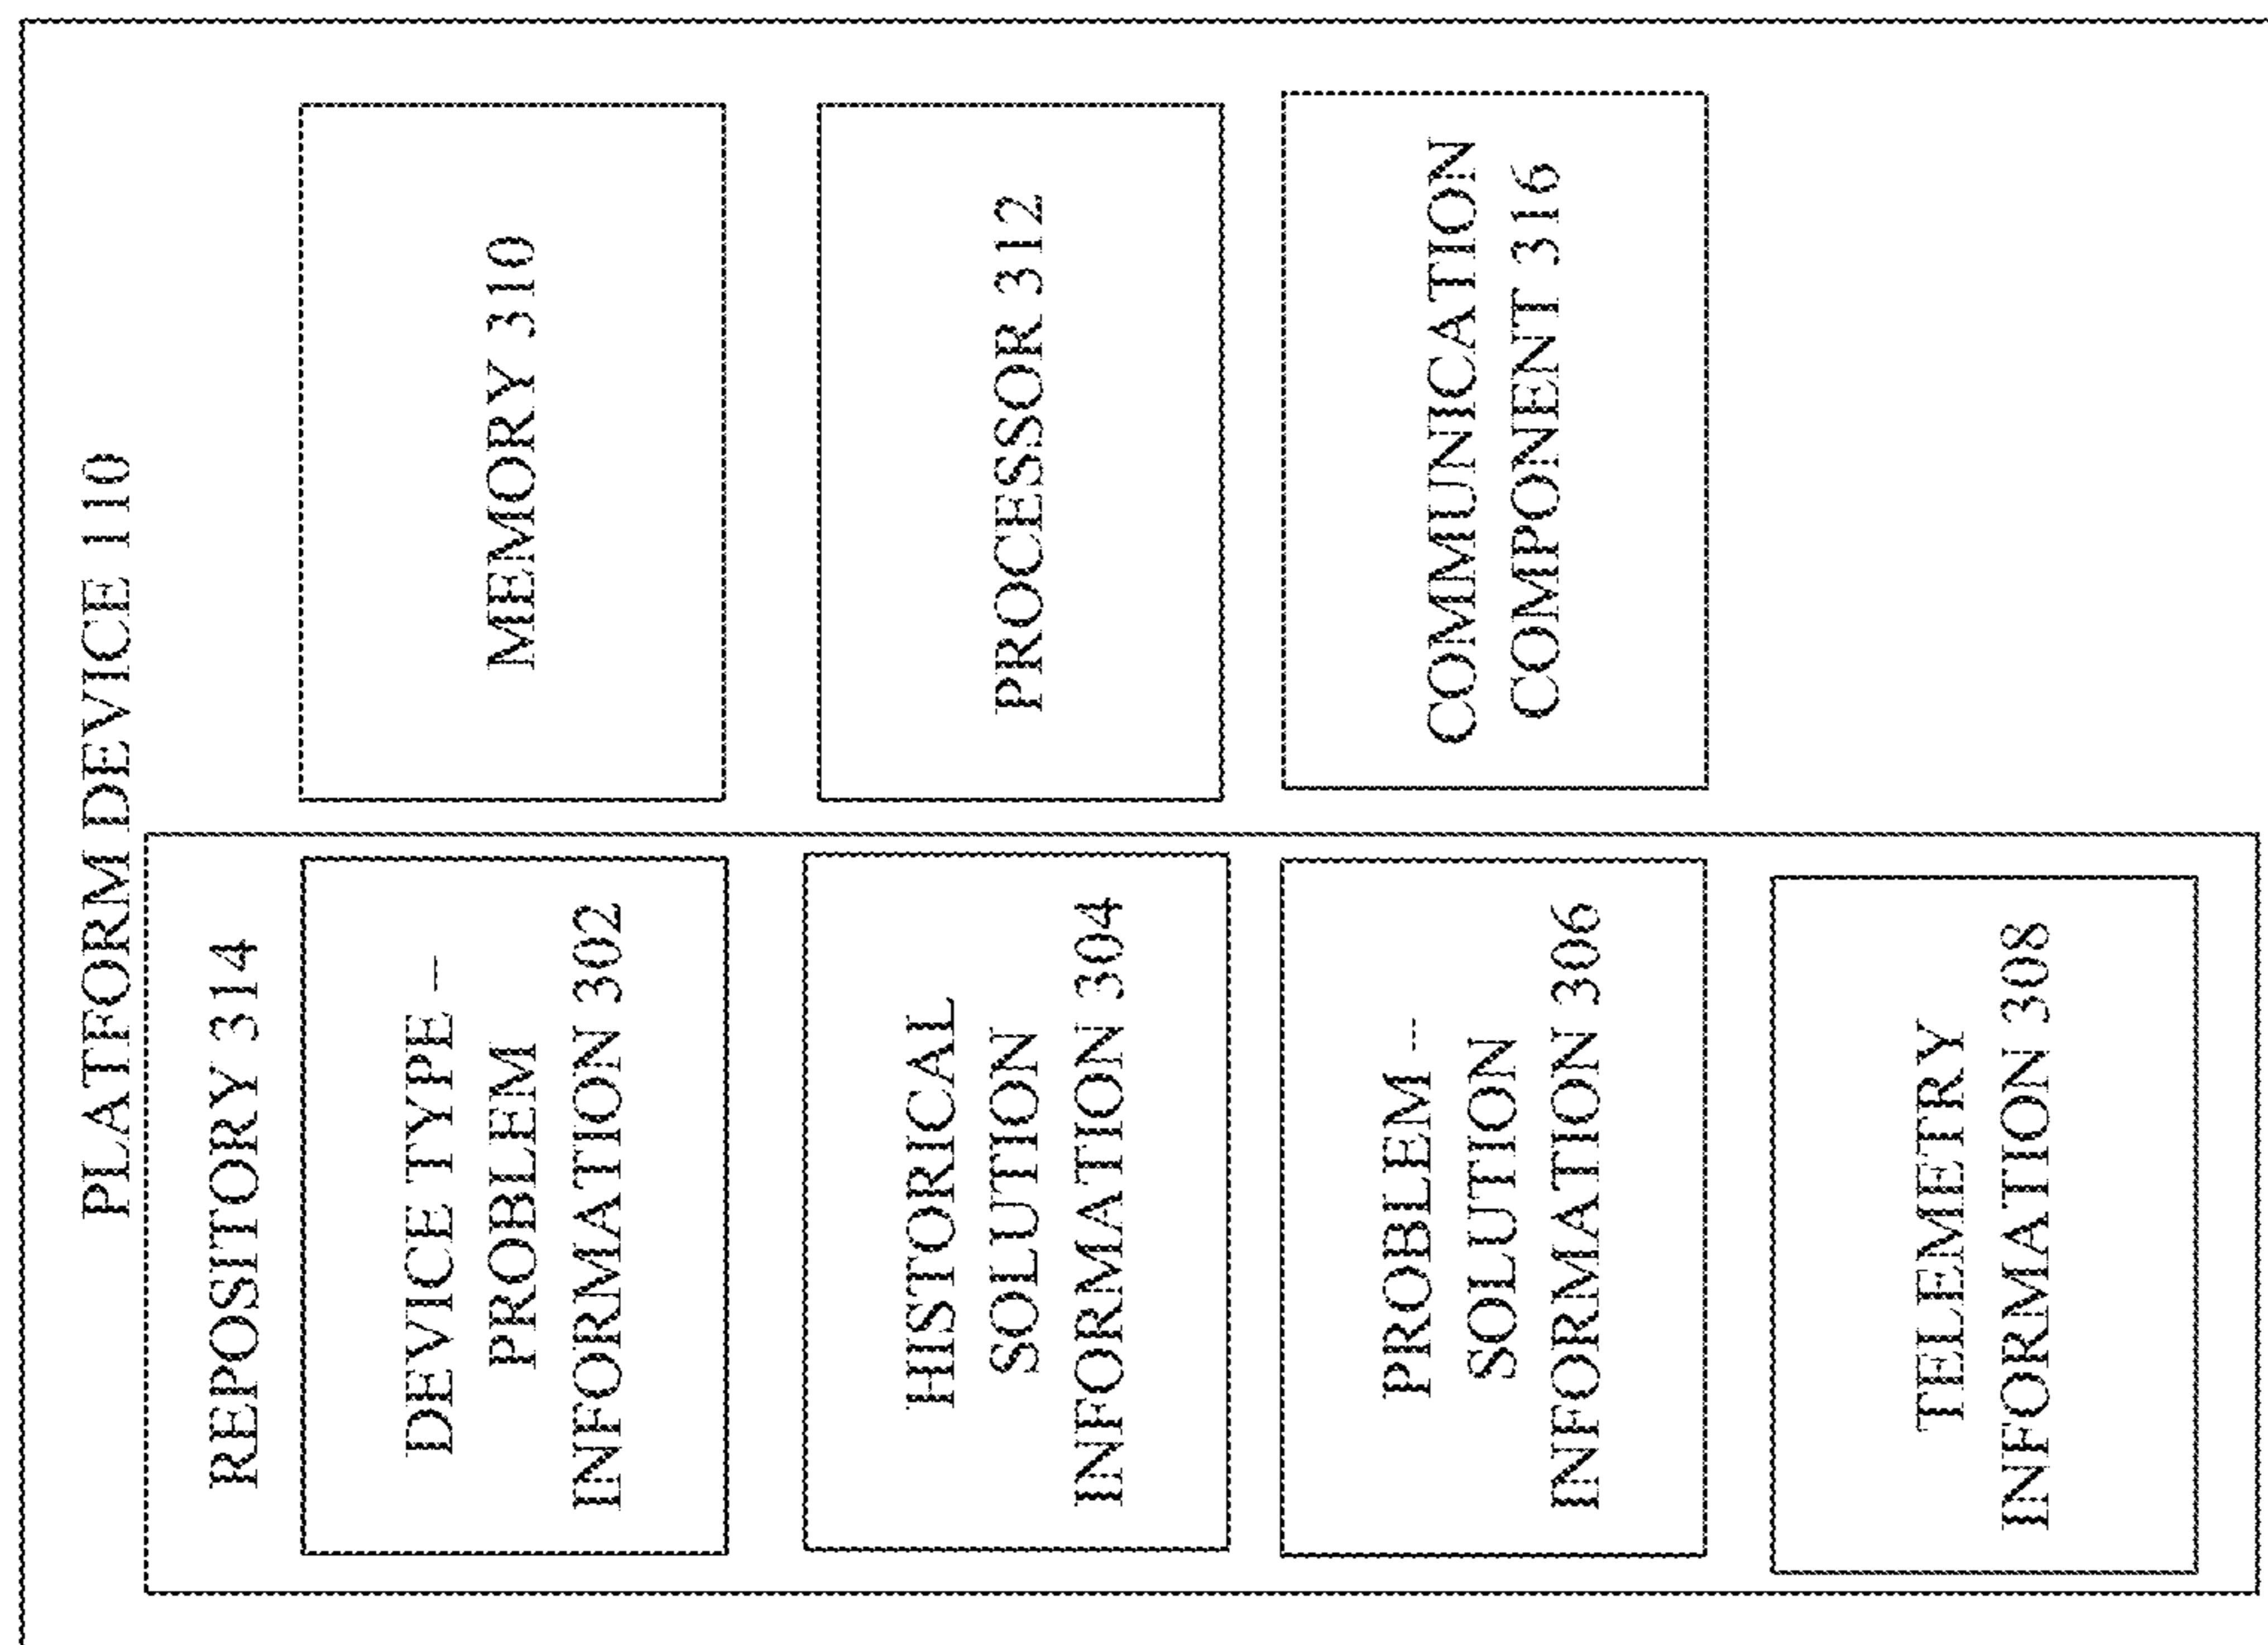 PLATFORM DEVICE 110
REPOSITORY 314
DEVICE TYPE –
PROBLEM
INFORMATION 302
HISTORICAL
SOLUTION
INFORMATION 304
PROBLEM –
SOLUTION
INFORMATION 306
TELEMETRY
INFORMATION 308
MEMORY 310
PROCESSOR 312
COMMUNICATION
COMPONENT 316